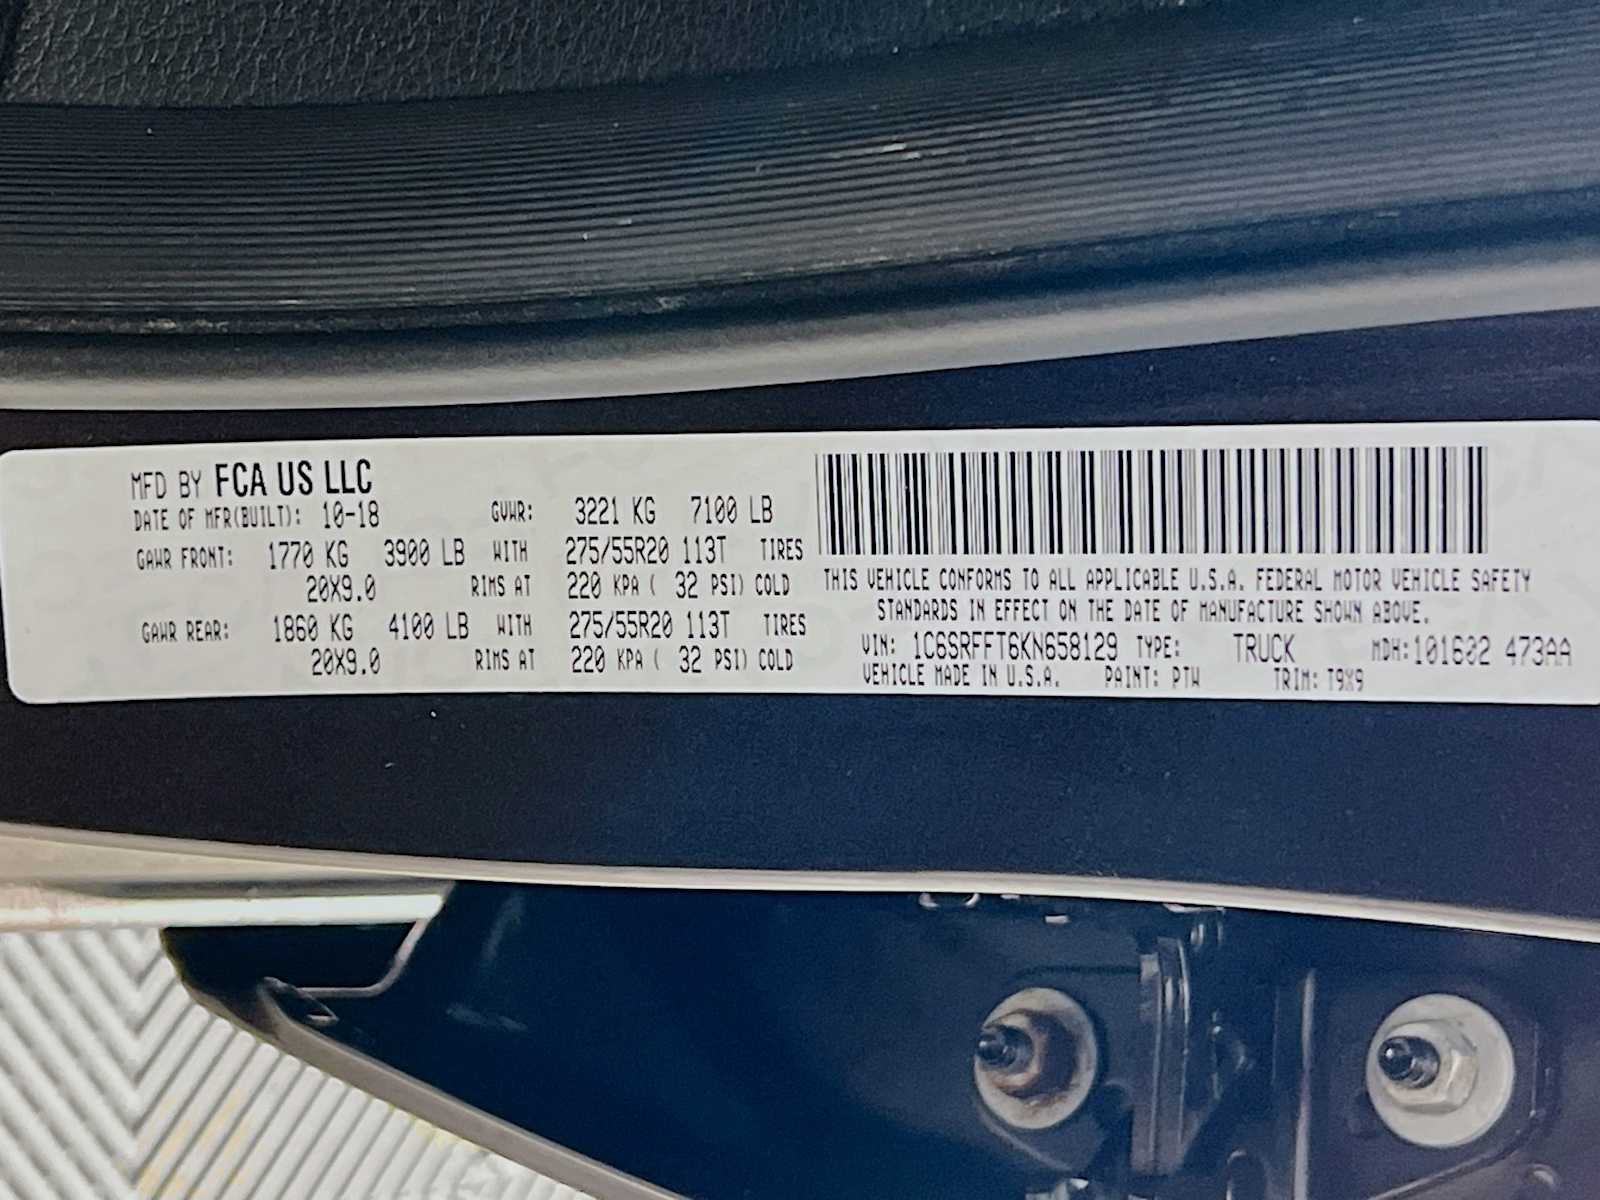 MFD BY FCA US LLC
DATE OF MFR(BUILT): 10-18 GVWR: 3221 KG 7100 LB
GAWR FRONT: 1770 KG 3900 LB WITH 275/55R20 113T TIRES
20X9.0 RIMS AT 220 KPA ( 32 PSI) COLD
GAWR REAR: 1860 KG 4100 LB WITH 275/55R20 113T TIRES
20X9.0 RIMS AT 220 KPA ( 32 PSI) COLD
THIS VEHICLE CONFORMS TO ALL APPLICABLE U.S.A. FEDERAL MOTOR VEHICLE SAFETY
STANDARDS IN EFFECT ON THE DATE OF MANUFACTURE SHOWN ABOVE.
VIN: 1C6SRFFT6KN658129 TYPE: TRUCK MDH:101602 473AA
VEHICLE MADE IN U.S.A. PAINT: PTW TRIM: T9X9